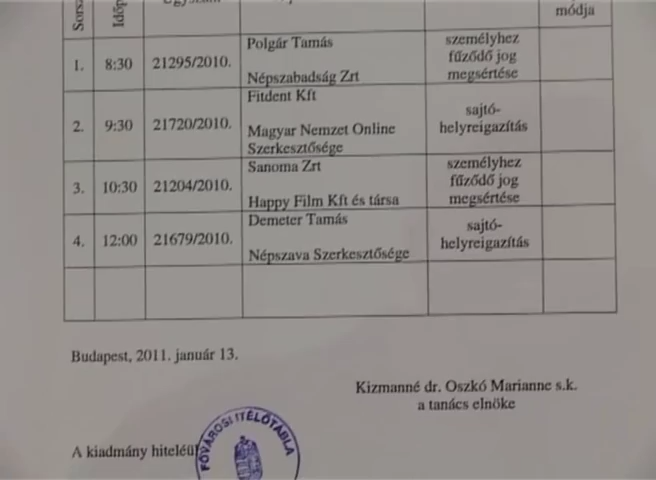 módja
1. 8:30 21295/2010. Polgár Tamás
Népszabadság Zrt
személyhez
fűződő jog
megsértése
2. 9:30 21720/2010. Fitdent Kft
Magyar Nemzet Online
Szerkesztősége
sajtó-
helyreigazítás
3. 10:30 21204/2010. Sanoma Zrt
Happy Film Kft és társa
személyhez
fűződő jog
megsértése
4. 12:00 21679/2010. Demeter Tamás
Népszava Szerkesztősége
sajtó-
helyreigazítás
Budapest, 2011. január 13.
Kizmanné dr. Oszkó Marianne s.k.
a tanács elnöke
A kiadmány hiteléül
FŐVÁROSI ITÉLŐTÁBLA